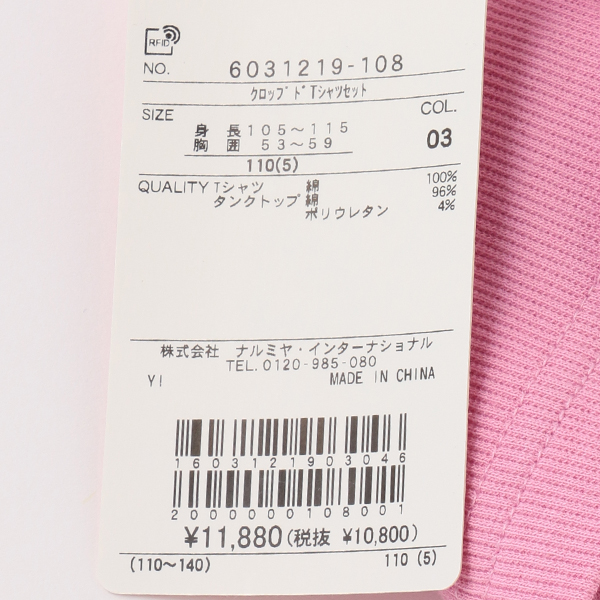 RFID
NO. 6031219-108
クロップドTシャツセット
SIZE COL.
身長 105～115
胸囲 53～59 03
110(5)
QUALITY Tシャツ 綿 100%
タンクトップ 綿 96%
ポリウレタン 4%
株式会社 ナルミヤ・インターナショナル
TEL.0120-985-080
Y! MADE IN CHINA
1603121903046
2000000108001
¥11,880(税抜 ¥10,800)
(110～140) 110 (5)